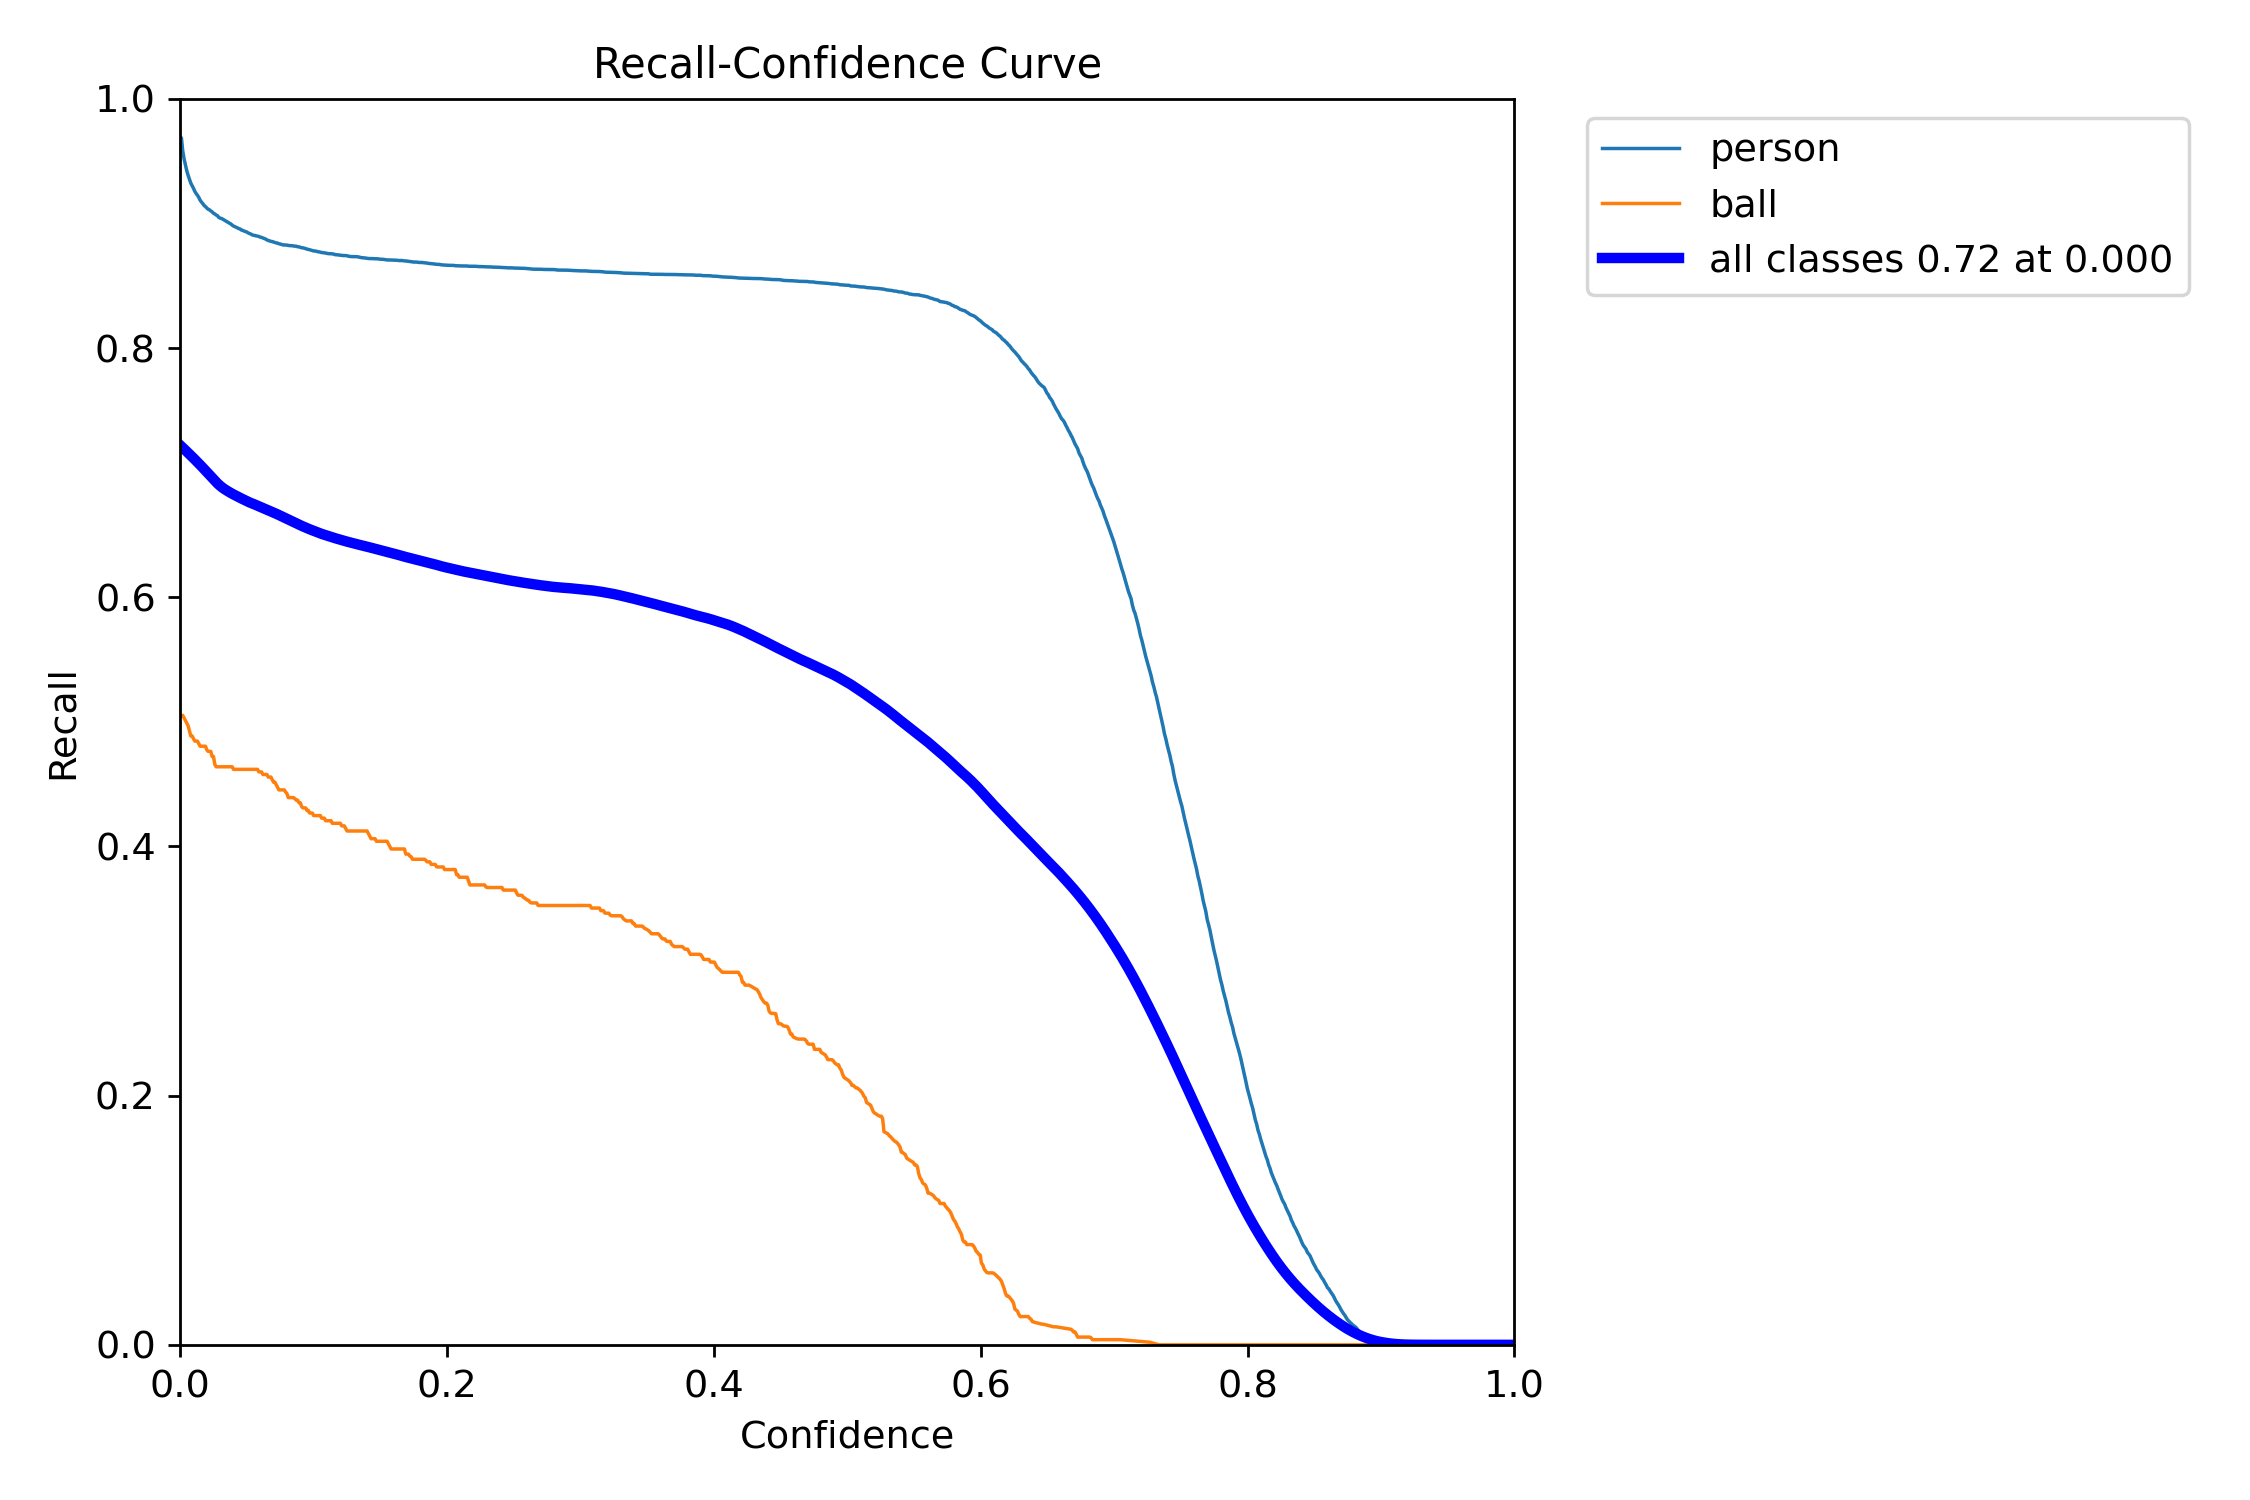 Recall-Confidence Curve
1.0
0.8
0.6
0.4
0.2
0.0
Recall
0.0 0.2 0.4 0.6 0.8 1.0
Confidence
person
ball
all classes 0.72 at 0.000